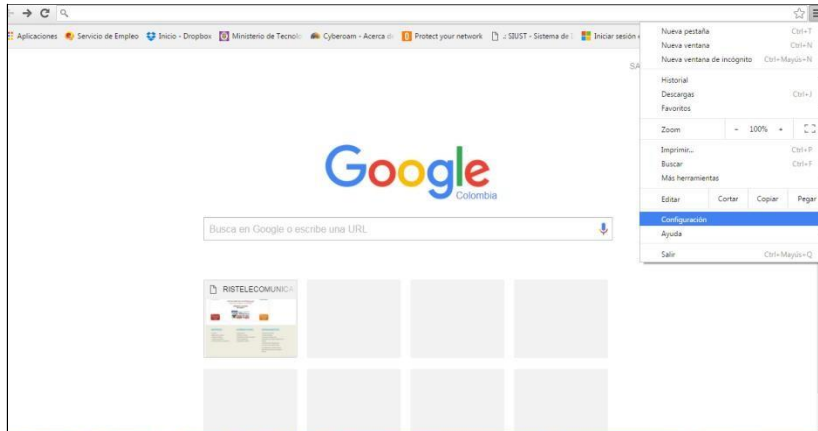 Aplicaciones Servicio de Empleo Inicio - Dropbox Ministerio de Tecnol Cyberoam - Acerca d Protect your network .: SIUST - Sistema de I Iniciar sesión
SA
Nueva pestaña Ctrl+T
Nueva ventana Ctrl+N
Nueva ventana de incógnito Ctrl+Mayús+N
Historial
Descargas Ctrl+J
Favoritos
Zoom - 100% +
Imprimir... Ctrl+P
Buscar Ctrl+F
Más herramientas
Editar Cortar Copiar Pegar
Configuración
Ayuda
Salir Ctrl+Mayús+Q
Google
Colombia
Busca en Google o escribe una URL
RISTELECOMUNICA